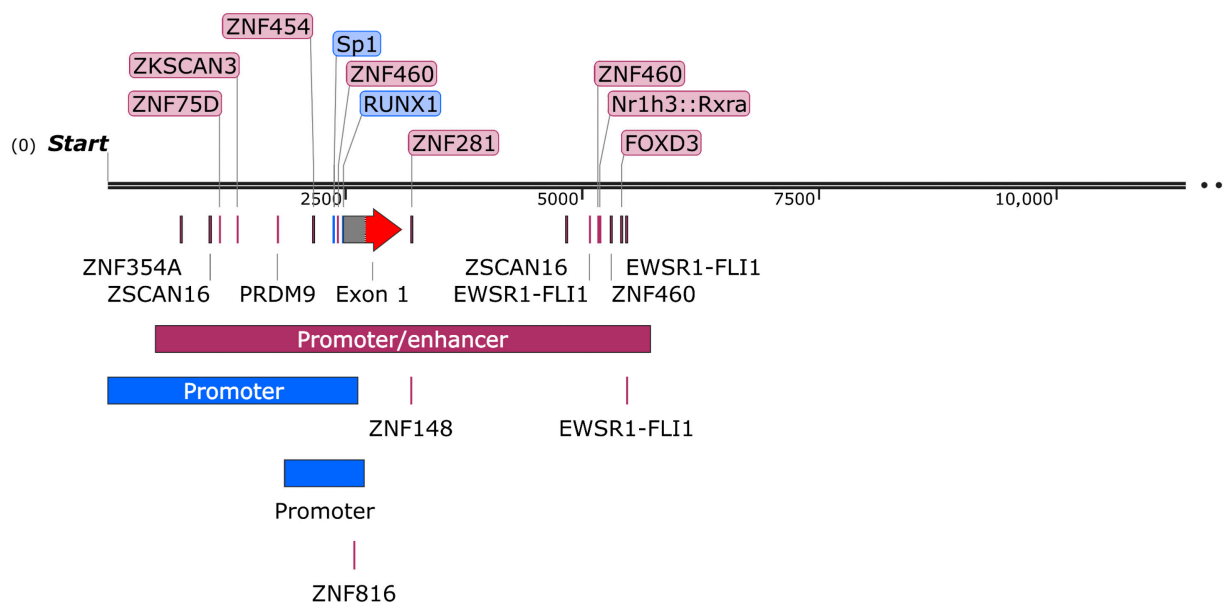 ZNF454
Sp1
ZKSCAN3
ZNF460
ZNF460
ZNF75D
RUNX1
Nr1h3::Rxra
(0) Start
ZNF281
FOXD3
2500
5000
7500
10,000
ZNF354A
ZSCAN16
EWSR1-FLI1
ZSCAN16
PRDM9
Exon 1
EWSR1-FLI1
ZNF460
Promoter/enhancer
Promoter
ZNF148
EWSR1-FLI1
Promoter
ZNF816